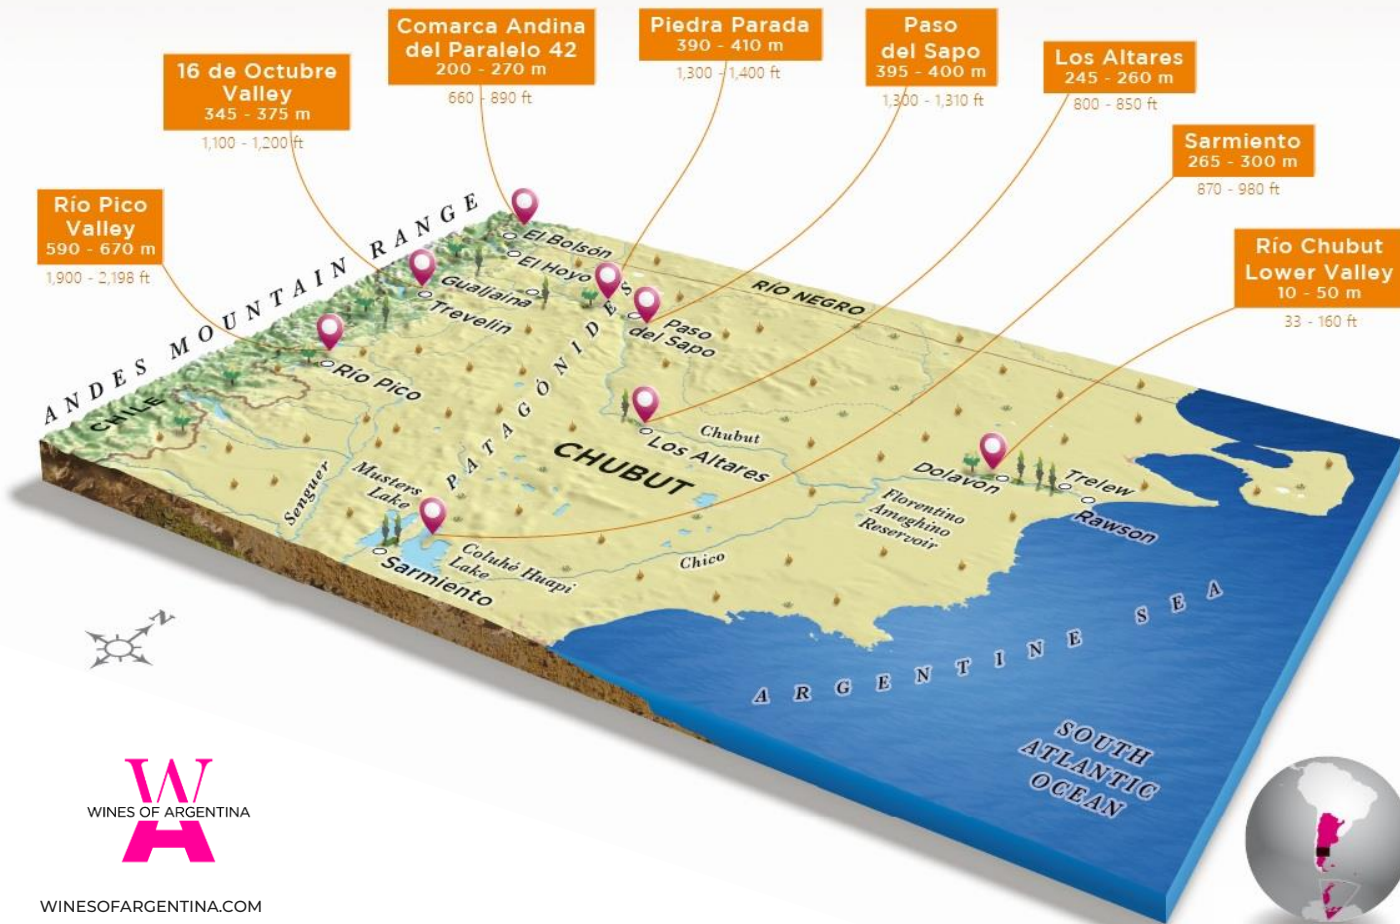 Comarca Andina
del Paralelo 42
200 - 270 m
660 - 890 ft
Piedra Parada
390 - 410 m
1,300 - 1,400 ft
Paso
del Sapo
395 - 400 m
1,300 - 1,310 ft
Los Altares
245 - 260 m
800 - 850 ft
16 de Octubre
Valley
345 - 375 m
1,100 - 1,200 ft
Sarmiento
265 - 300 m
870 - 980 ft
Río Pico
Valley
590 - 670 m
1,900 - 2,198 ft
Río Chubut
Lower Valley
10 - 50 m
33 - 160 ft
ANDES MOUNTAIN RANGE
CHILE
El Bolsón
El Hoyo
Gualjaina
Trevelin
Río Pico
RÍO NEGRO
Paso
del Sapo
PATAGÓNIDES
Los Altares
Chubut
CHUBUT
Dolavon
Trelew
Rawson
Florentino
Ameghino
Reservoir
Senguer
Musters
Lake
Coluhé Huapi
Lake
Sarmiento
Chico
N
ARGENTINE SEA
SOUTH
ATLANTIC
OCEAN
W
WINES OF ARGENTINA
A
WINESOFARGENTINA.COM